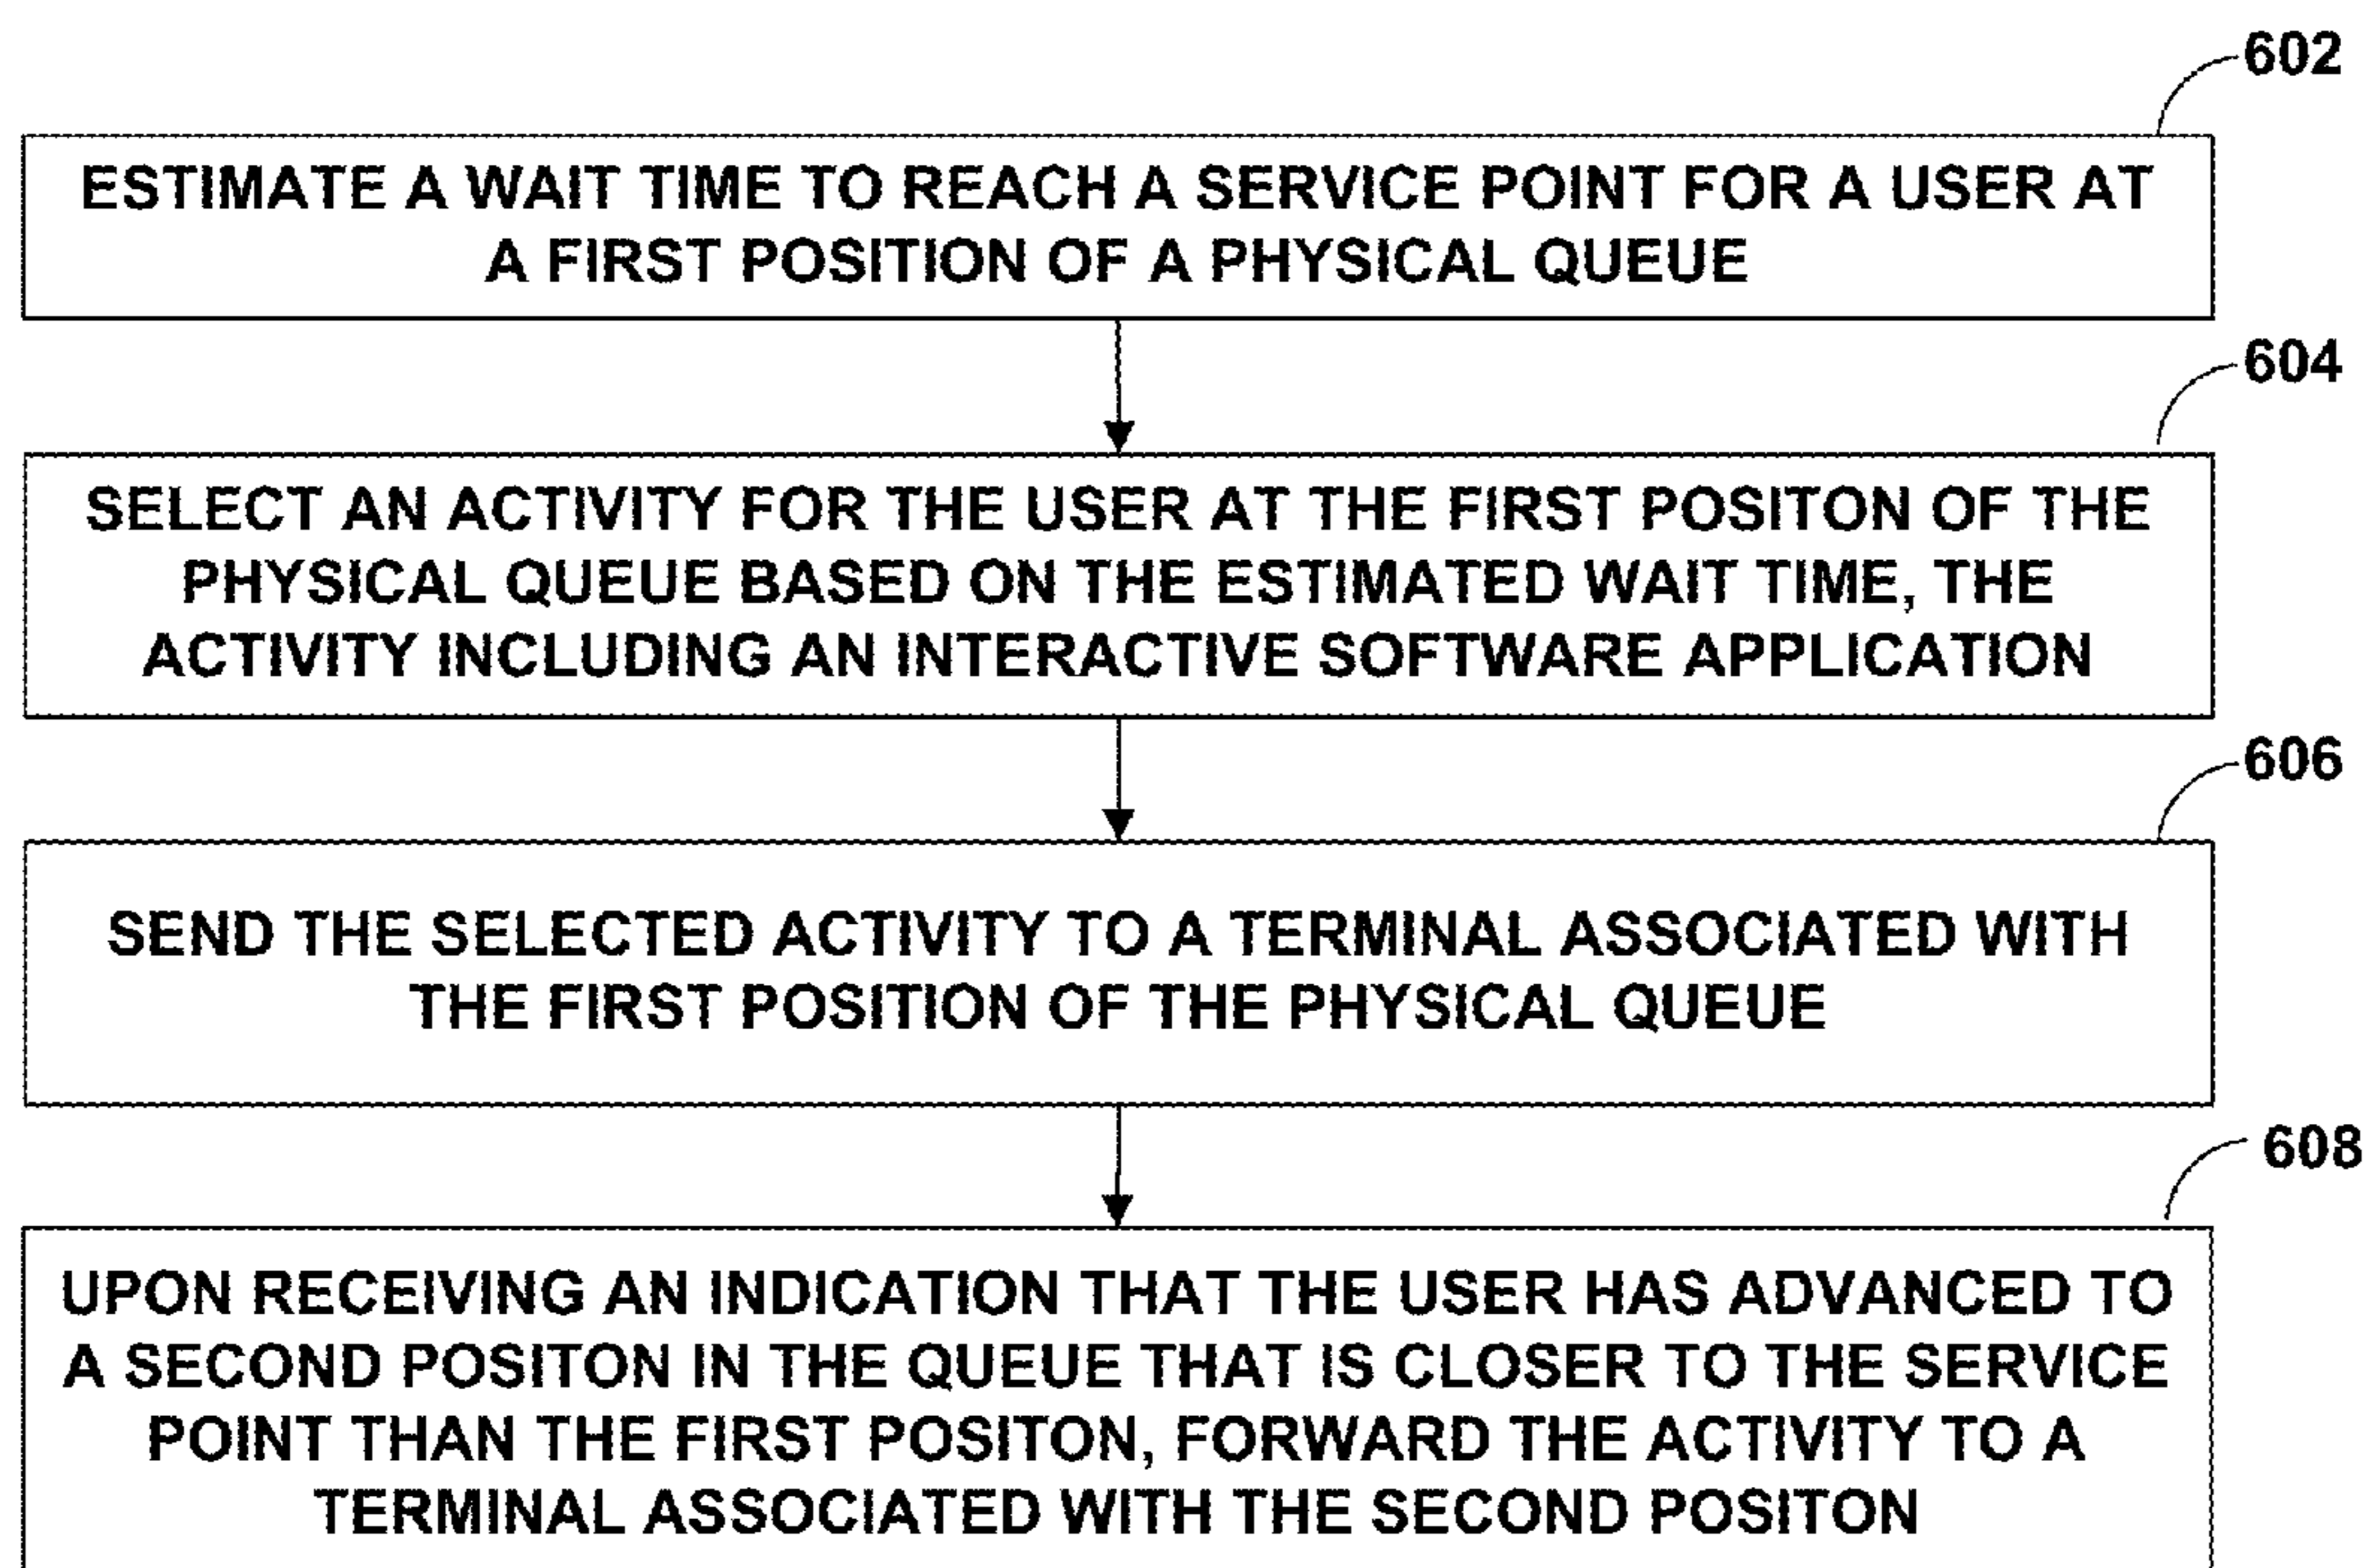 602
ESTIMATE A WAIT TIME TO REACH A SERVICE POINT FOR A USER AT
A FIRST POSITION OF A PHYSICAL QUEUE
604
SELECT AN ACTIVITY FOR THE USER AT THE FIRST POSITON OF THE
PHYSICAL QUEUE BASED ON THE ESTIMATED WAIT TIME, THE
ACTIVITY INCLUDING AN INTERACTIVE SOFTWARE APPLICATION
606
SEND THE SELECTED ACTIVITY TO A TERMINAL ASSOCIATED WITH
THE FIRST POSITION OF THE PHYSICAL QUEUE
608
UPON RECEIVING AN INDICATION THAT THE USER HAS ADVANCED TO
A SECOND POSITON IN THE QUEUE THAT IS CLOSER TO THE SERVICE
POINT THAN THE FIRST POSITON, FORWARD THE ACTIVITY TO A
TERMINAL ASSOCIATED WITH THE SECOND POSITON